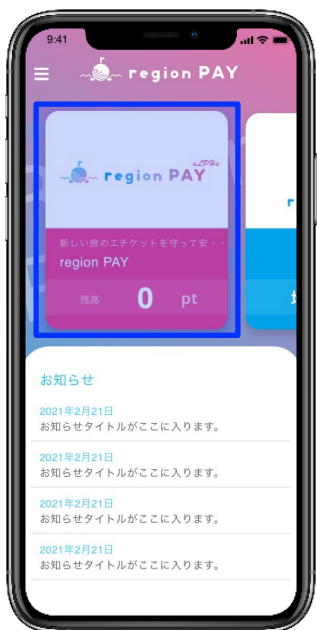 9:41
region PAY
αLPHA
region PAY
新しい旅のエチケットを守って安・・
region PAY
残高 0 pt
お知らせ
2021年2月21日
お知らせタイトルがここに入ります。
2021年2月21日
お知らせタイトルがここに入ります。
2021年2月21日
お知らせタイトルがここに入ります。
2021年2月21日
お知らせタイトルがここに入ります。